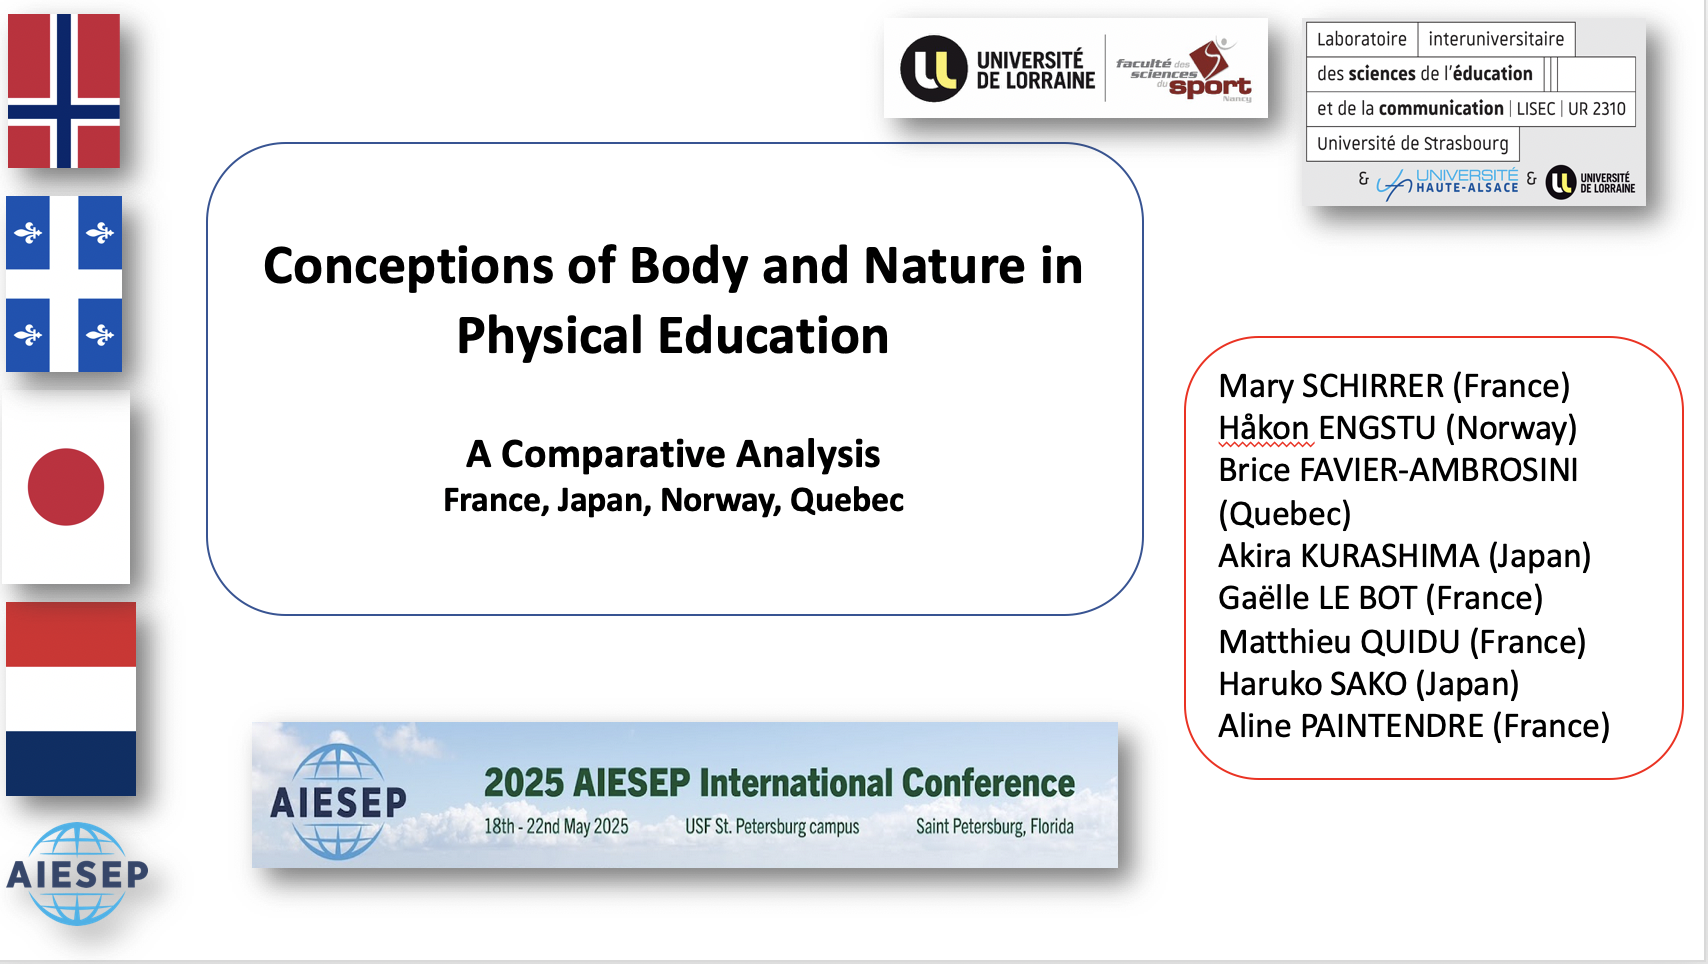 UNIVERSITÉ
DE LORRAINE
faculté des
sciences
du sport
Nancy
Laboratoire interuniversitaire
des sciences de l'éducation
et de la communication | LISEC | UR 2310
Université de Strasbourg
& UNIVERSITÉ HAUTE-ALSACE & UNIVERSITÉ DE LORRAINE
Conceptions of Body and Nature in
Physical Education
A Comparative Analysis
France, Japan, Norway, Quebec
Mary SCHIRRER (France)
Håkon ENGSTU (Norway)
Brice FAVIER-AMBROSINI
(Quebec)
Akira KURASHIMA (Japan)
Gaëlle LE BOT (France)
Matthieu QUIDU (France)
Haruko SAKO (Japan)
Aline PAINTENDRE (France)
AIESEP
2025 AIESEP International Conference
18th - 22nd May 2025 USF St. Petersburg campus Saint Petersburg, Florida
AIESEP